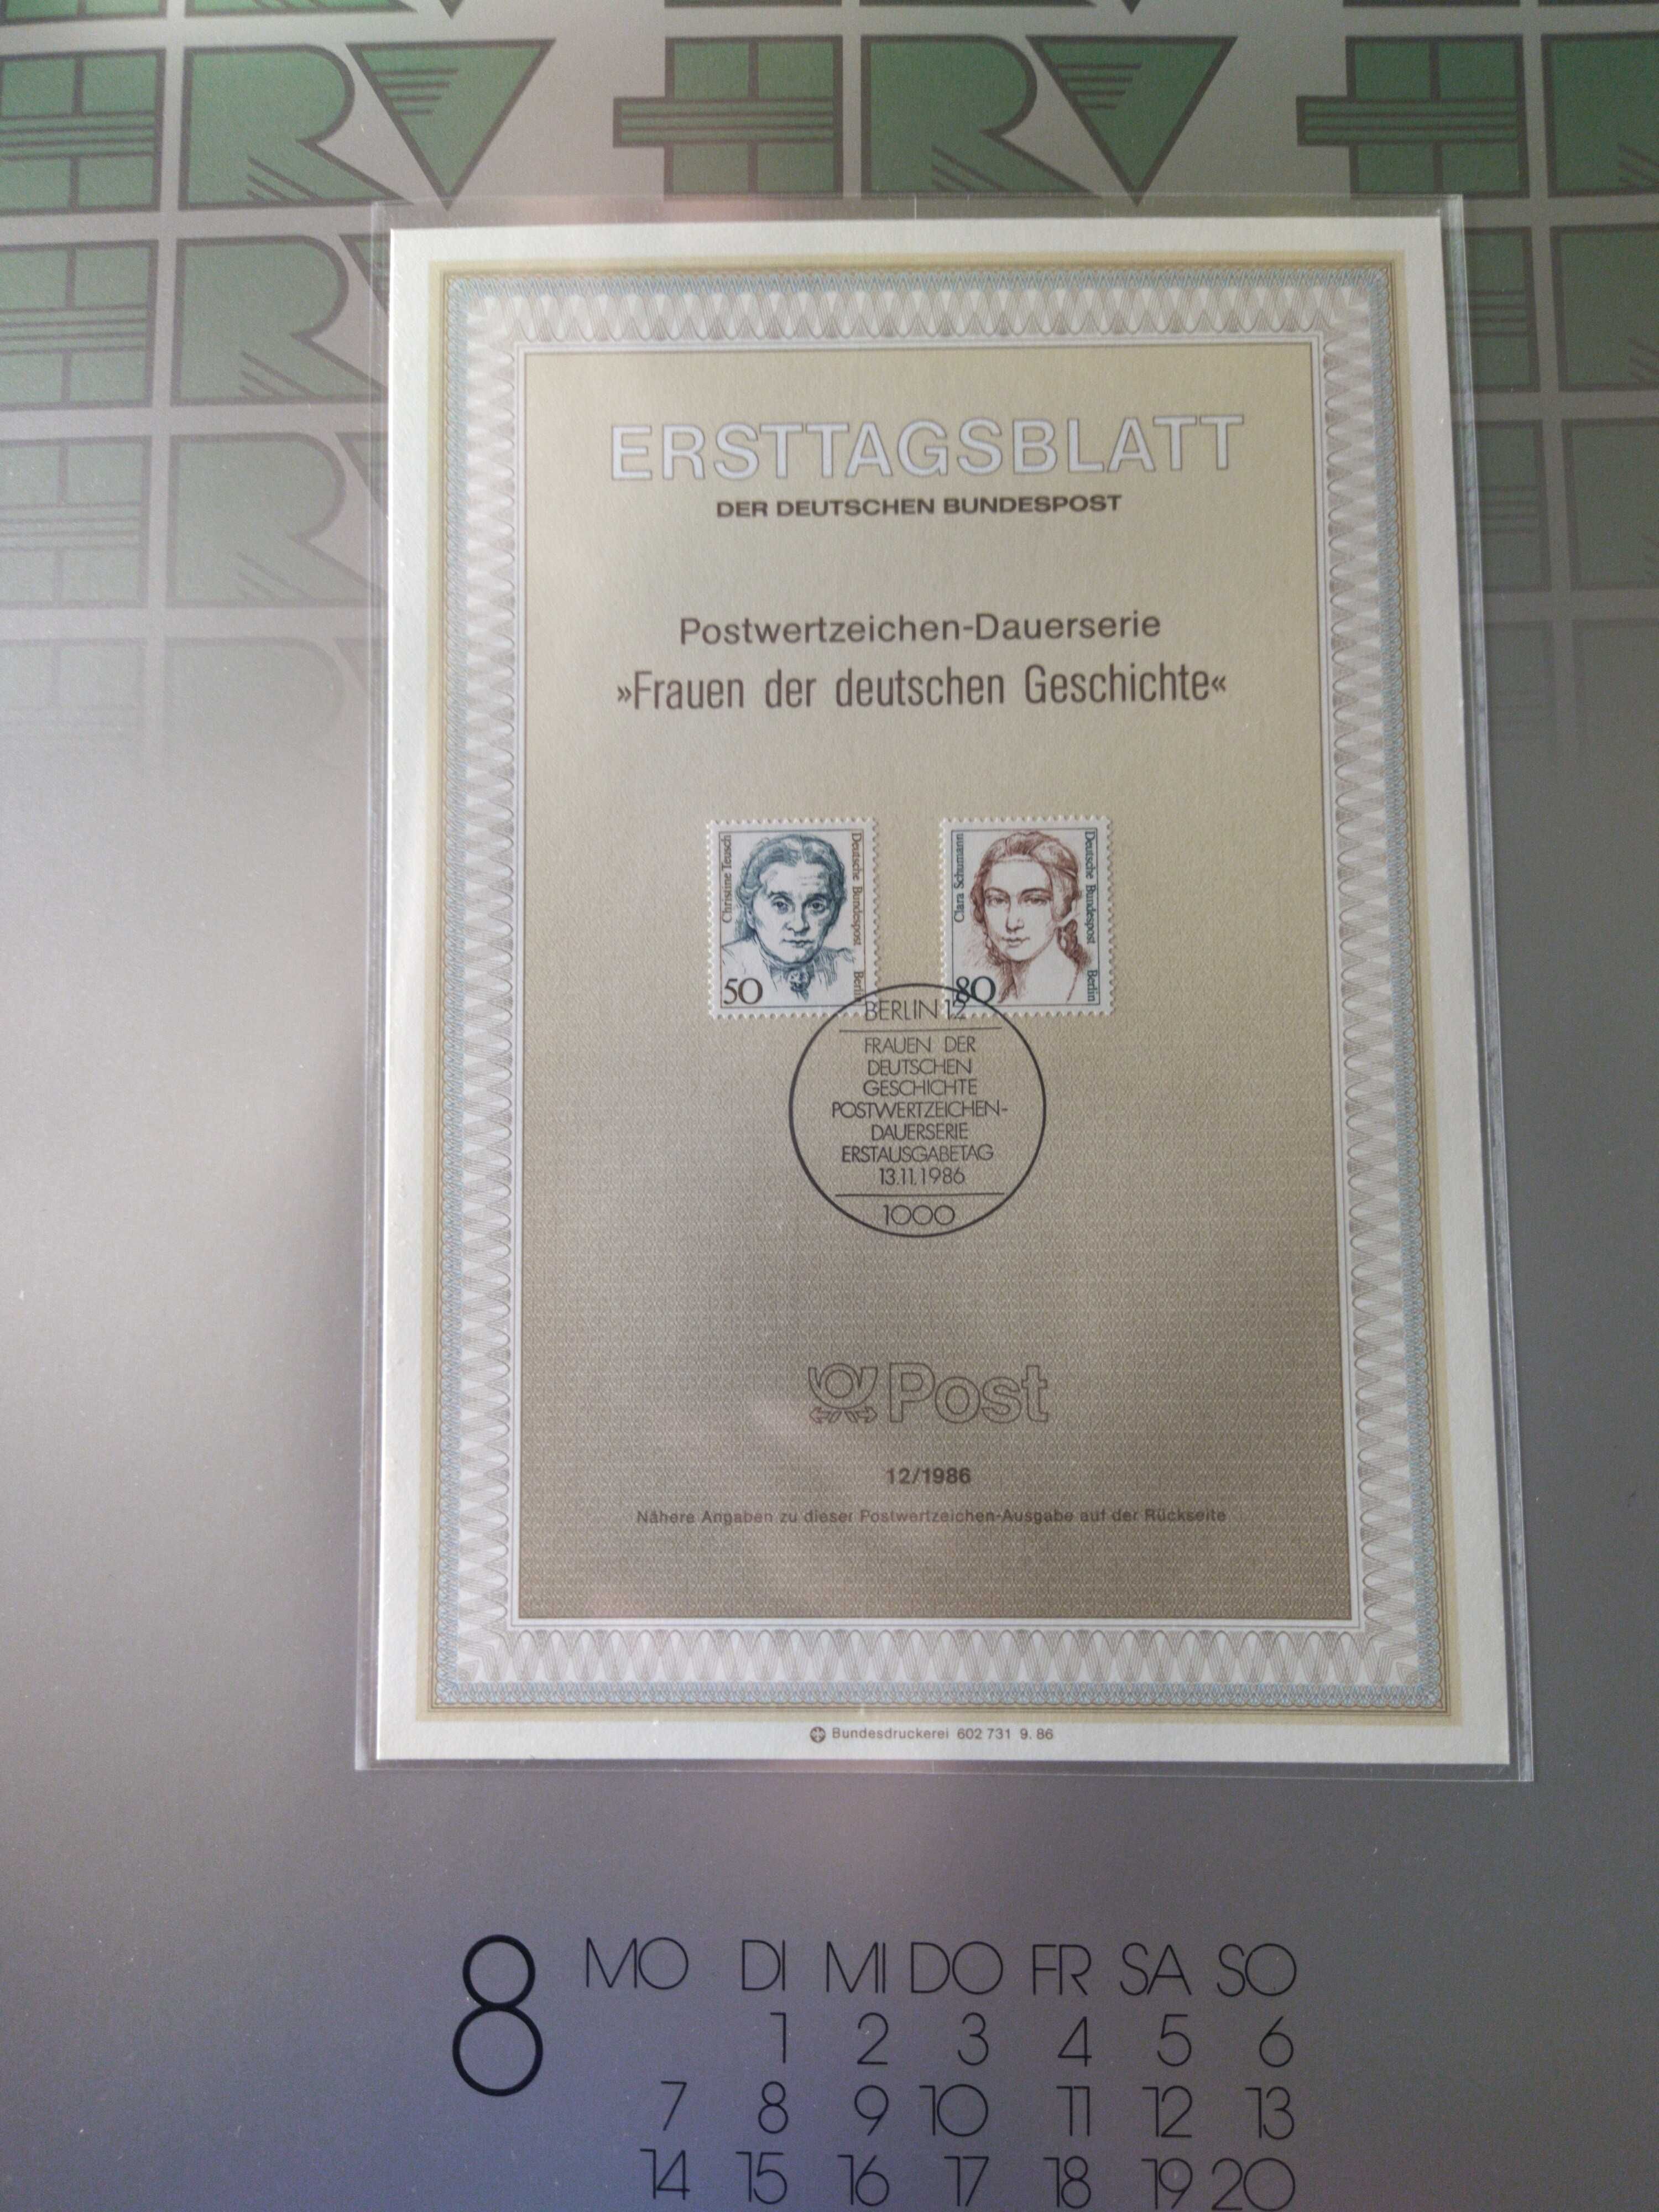 HRV HRV HR
ERSTTAGSBLATT
DER DEUTSCHEN BUNDESPOST
Postwertzeichen-Dauerserie
»Frauen der deutschen Geschichte«
Christine Teusch
Deutsche Bundespost Berlin
50
Clara Schumann
Deutsche Bundespost Berlin
80
BERLIN 12
FRAUEN DER
DEUTSCHEN
GESCHICHTE
POSTWERTZEICHEN-
DAUERSERIE
ERSTAUSGABETAG
13.11.1986
1000
Post
12/1986
Nähere Angaben zu dieser Postwertzeichen-Ausgabe auf der Rückseite
Bundesdruckerei 602 731 9. 86
8
MO DI MI DO FR SA SO
1 2 3 4 5 6
7 8 9 10 11 12 13
14 15 16 17 18 19 20